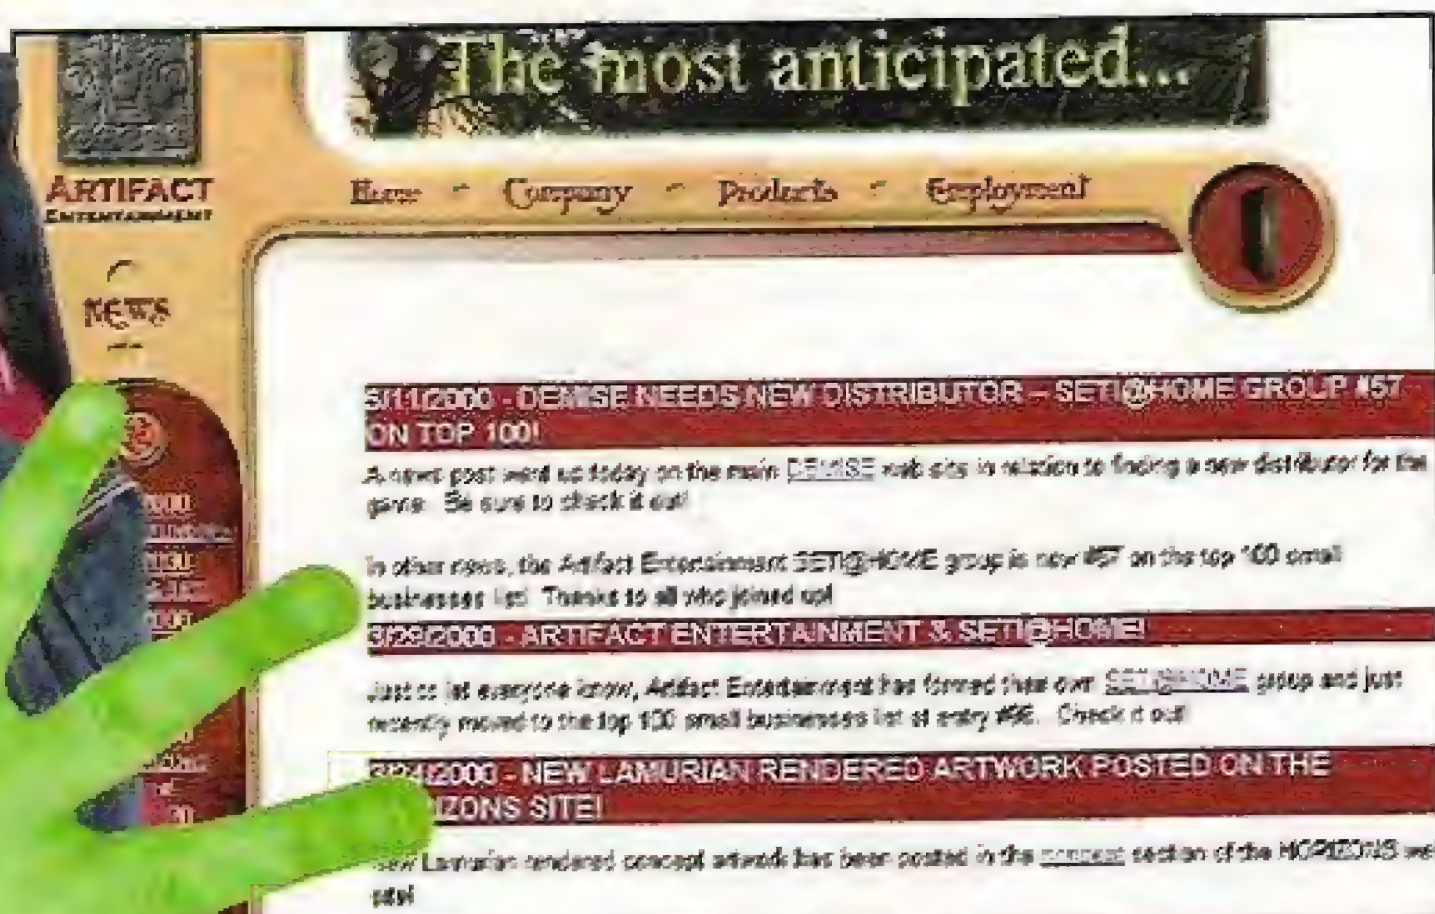 The most anticipated...
ARTIFACT
ENTERTAINMENT
Home - Company - Products - Employment
NEWS
5/11/2000 - DEMISE NEEDS NEW DISTRIBUTOR – SETI@HOME GROUP #57
ON TOP 100!
A news post went up today on the main DEMISE web site in relation to finding a new distributor for the
game. Be sure to check it out!
In other news, the Artifact Entertainment SETI@HOME group is now #57 on the top 100 small
businesses list! Thanks to all who joined up!
3/29/2000 - ARTIFACT ENTERTAINMENT & SETI@HOME!
Just to let everyone know, Artifact Entertainment has formed their own SETI@HOME group and just
recently moved to the top 100 small businesses list at entry Check it out!
/2000 - NEW LAMURIAN RENDERED ARTWORK POSTED ON THE
IZONS SITE!
New Lamurian rendered concept artwork has been posted in the concept section of the HORIZONS we
site!